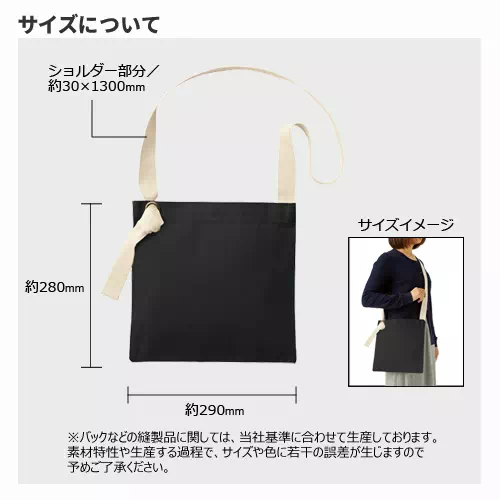 サイズについて
ショルダー部分／
約30×1300mm
サイズイメージ
約280mm
約290mm
※バックなどの縫製品に関しては、当社基準に合わせて生産しております。
素材特性や生産する過程で、サイズや色に若干の誤差が生じますので
予めご了承ください。